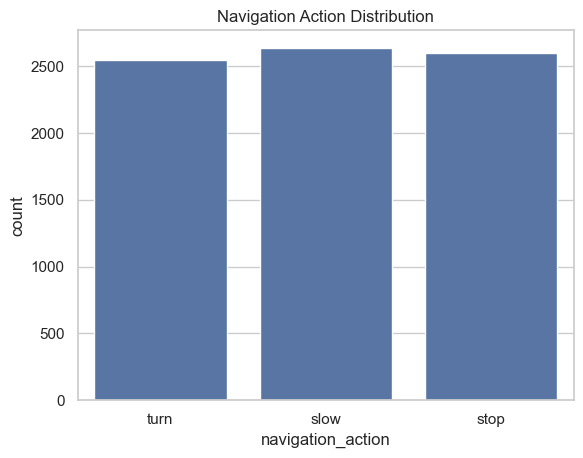 Navigation Action Distribution
2500
2000
1500
1000
500
0
count
turn slow stop
navigation_action